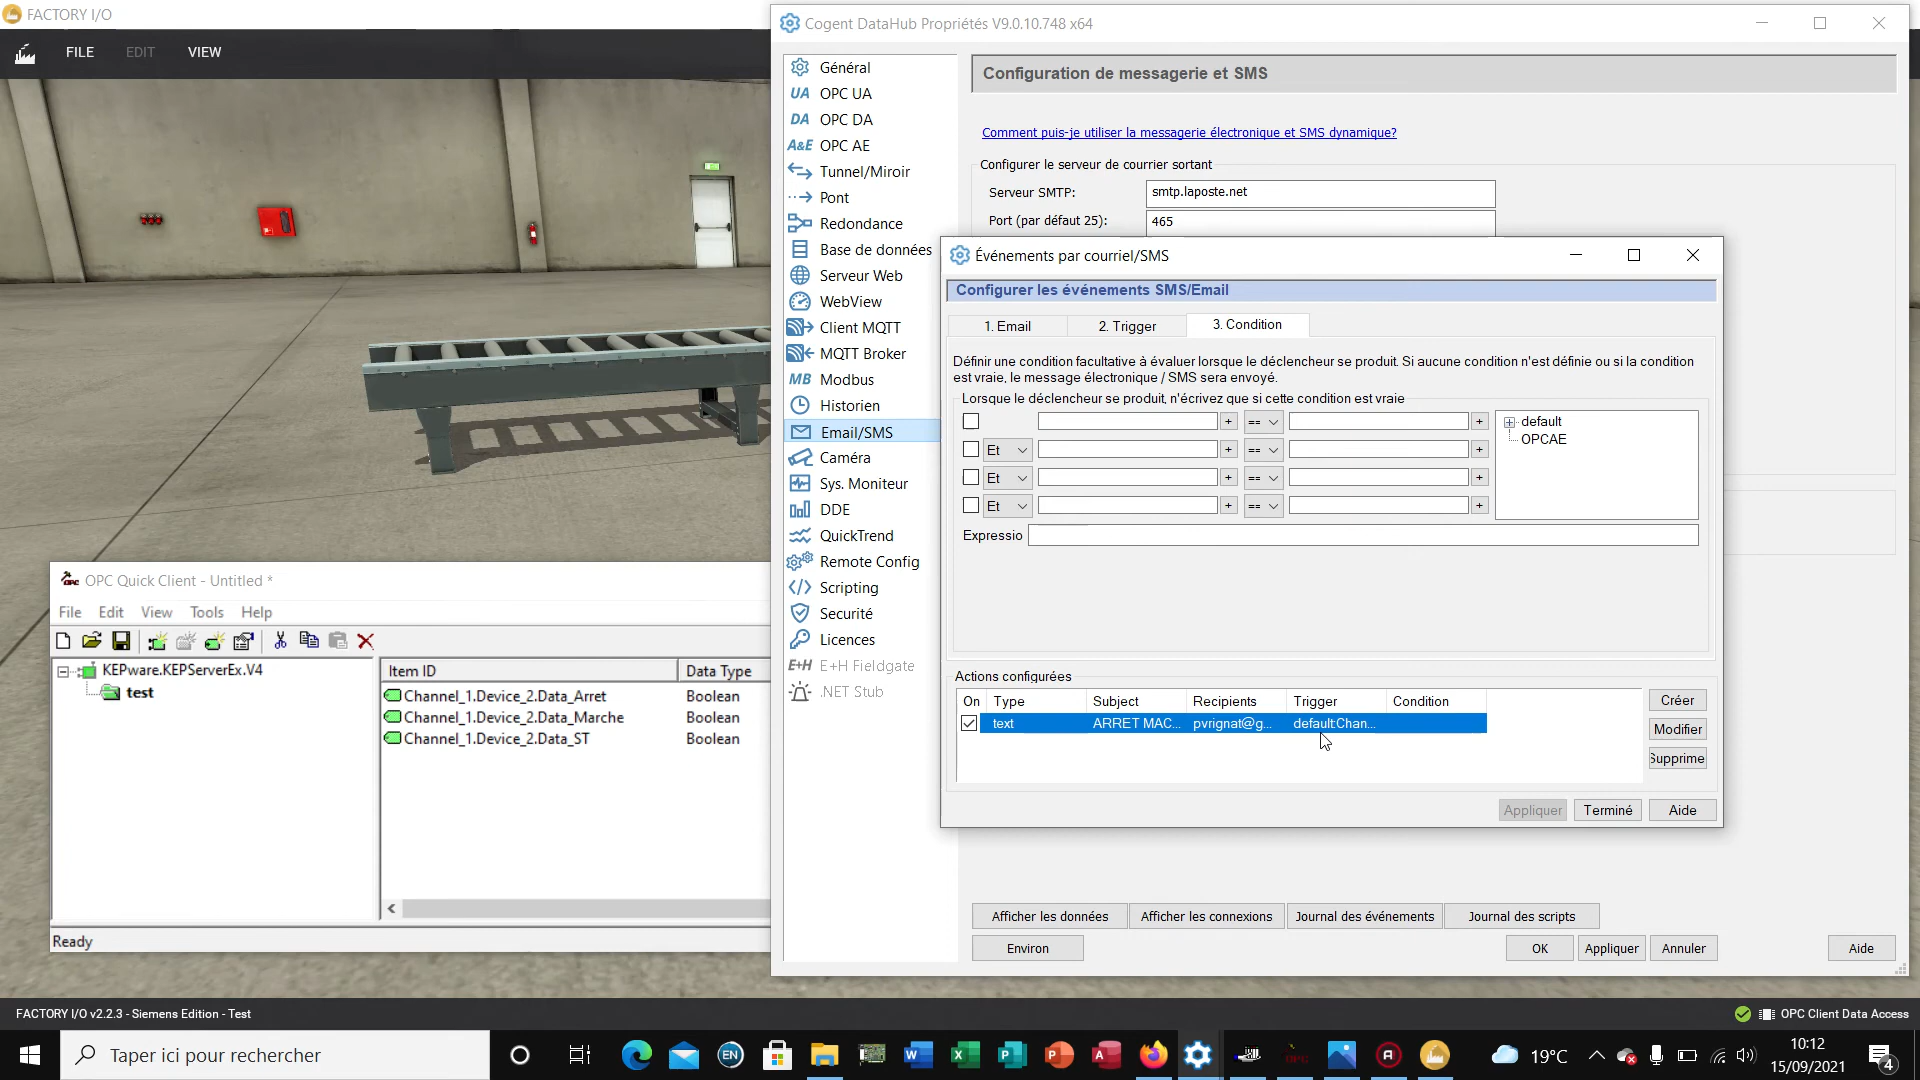 FACTORY I/O
FILE
EDIT
VIEW
Cogent DataHub Propriétés V9.0.10.748 x64
Général
UA OPC UA
DA OPC DA
A&E OPC AE
Tunnel/Miroir
Pont
Redondance
Base de données
Serveur Web
WebView
Client MQTT
MQTT Broker
MB Modbus
Historien
Email/SMS
Caméra
Sys. Moniteur
DDE
QuickTrend
Remote Config
Scripting
Securité
Licences
E+H E+H Fieldgate
.NET Stub
Configuration de messagerie et SMS
Comment puis-je utiliser la messagerie électronique et SMS dynamique?
Configurer le serveur de courrier sortant
Serveur SMTP: smtp.laposte.net
Port (par défaut 25): 465
Événements par courriel/SMS
Configurer les événements SMS/Email
1. Email
2. Trigger
3. Condition
Définir une condition facultative à évaluer lorsque le déclencheur se produit. Si aucune condition n'est définie ou si la condition
est vraie, le message électronique / SMS sera envoyé.
Lorsque le déclencheur se produit, n'écrivez que si cette condition est vraie
+ == +
Et + == +
Et + == +
Et + == +
default
OPCAE
Expressio
Actions configurées
On Type Subject Recipients Trigger Condition
text ARRET MAC... pvrignat@g... default:Chan...
Créer
Modifier
Supprime
Appliquer
Terminé
Aide
Afficher les données
Afficher les connexions
Journal des événements
Journal des scripts
Environ
OK
Appliquer
Annuler
Aide
OPC Quick Client - Untitled *
File Edit View Tools Help
KEPware.KEPServerEx.V4
test
Item ID Data Type
Channel_1.Device_2.Data_Arret Boolean
Channel_1.Device_2.Data_Marche Boolean
Channel_1.Device_2.Data_ST Boolean
Ready
FACTORY I/O v2.2.3 - Siemens Edition - Test
OPC Client Data Access
Taper ici pour rechercher
EN
19°C
10:12
15/09/2021
4